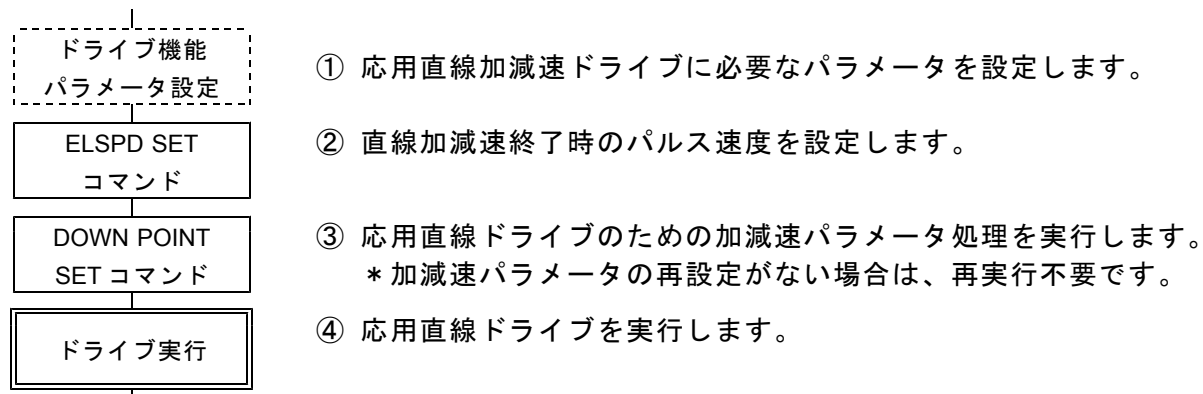 ドライブ機能
パラメータ設定
① 応用直線加減速ドライブに必要なパラメータを設定します。
ELSPD SET
コマンド
② 直線加減速終了時のパルス速度を設定します。
DOWN POINT
SET コマンド
③ 応用直線ドライブのための加減速パラメータ処理を実行します。
＊加減速パラメータの再設定がない場合は、再実行不要です。
ドライブ実行
④ 応用直線ドライブを実行します。